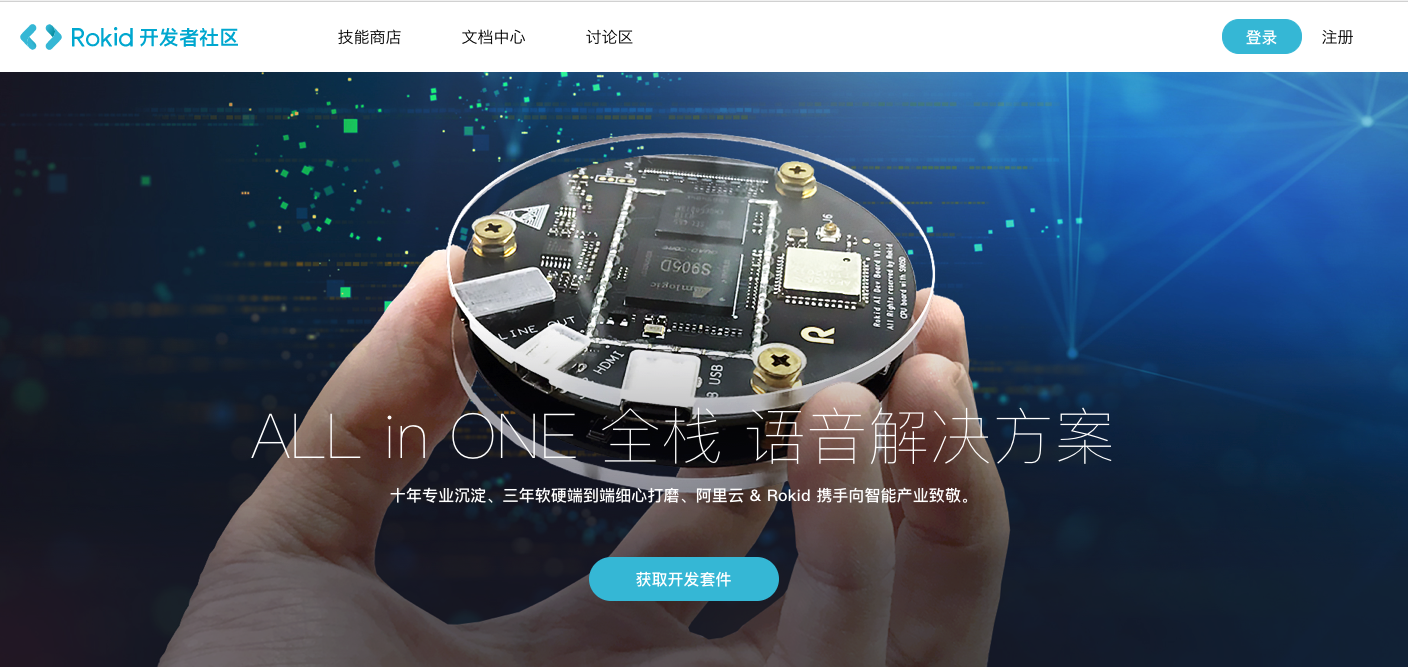 Rokid 开发者社区
技能商店
文档中心
讨论区
登录
注册
J4
J6
S905D
Amlogic
Rokid AI Dev Board V1.0
All Rights reserved by Rokid
CPU board with S905D
R
LINE OUT
HDMI
USB
ALL in ONE 全栈 语音解决方案
十年专业沉淀、三年软硬端到端细心打磨、阿里云 & Rokid 携手向智能产业致敬。
获取开发套件